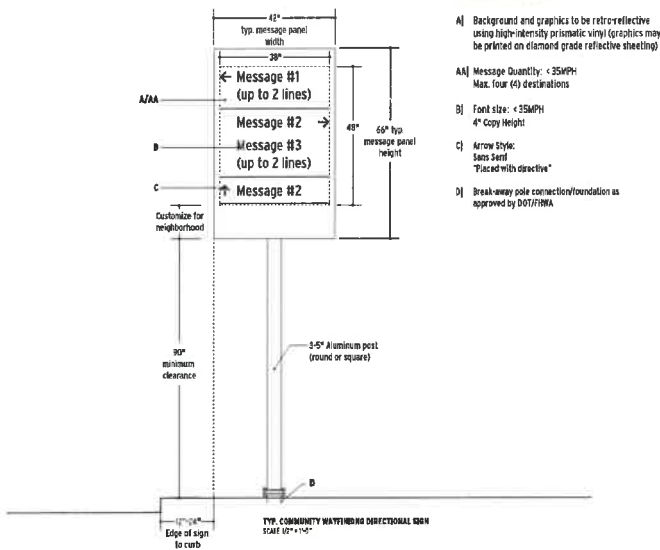 42"
typ. message panel
width
38"
← Message #1
(up to 2 lines)
Message #2 →
Message #3
(up to 2 lines)
↑ Message #2
A/AA
B
C
48"
66" typ.
message panel
height
Customize for
neighborhood
90"
minimum
clearance
3-5" Aluminum post
(round or square)
D
Edge of sign
to curb
TYP. COMMUNITY WAYFINDING DIRECTIONAL SIGN
SCALE 1/2" =
A| Background and graphics to be retro-reflective
using high-intensity prismatic vinyl (graphics may
be printed on diamond grade reflective sheeting)
AA| Message Quantity: <35MPH
Max. four (4) destinations
B| Font size: <35MPH
4" Copy Height
C| Arrow Style:
Sans Serif
"Placed with directive"
D| Break-away pole connection/foundation as
approved by DOT/FHWA